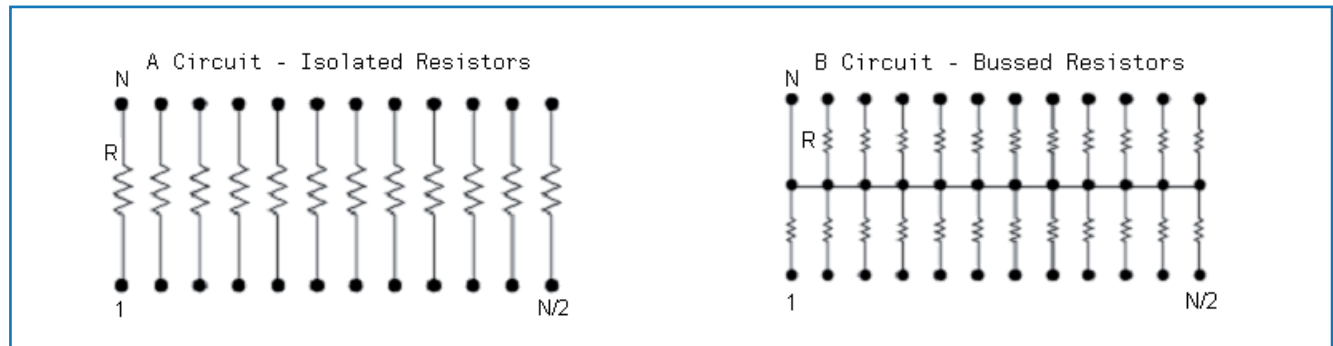 A Circuit - Isolated Resistors
N
R
1
N/2
B Circuit - Bussed Resistors
N
R
1
N/2